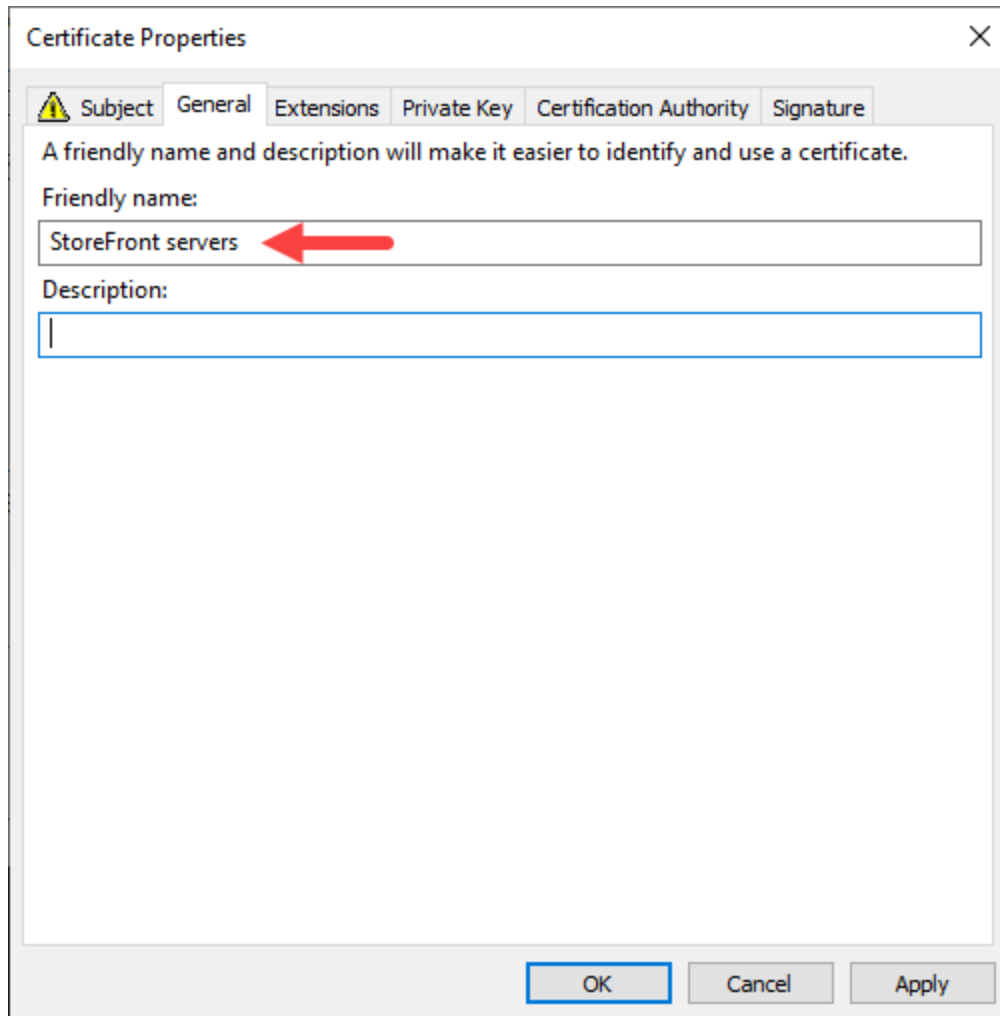 Certificate Properties
Subject General Extensions Private Key Certification Authority Signature
A friendly name and description will make it easier to identify and use a certificate.
Friendly name:
StoreFront servers
Description:
OK Cancel Apply